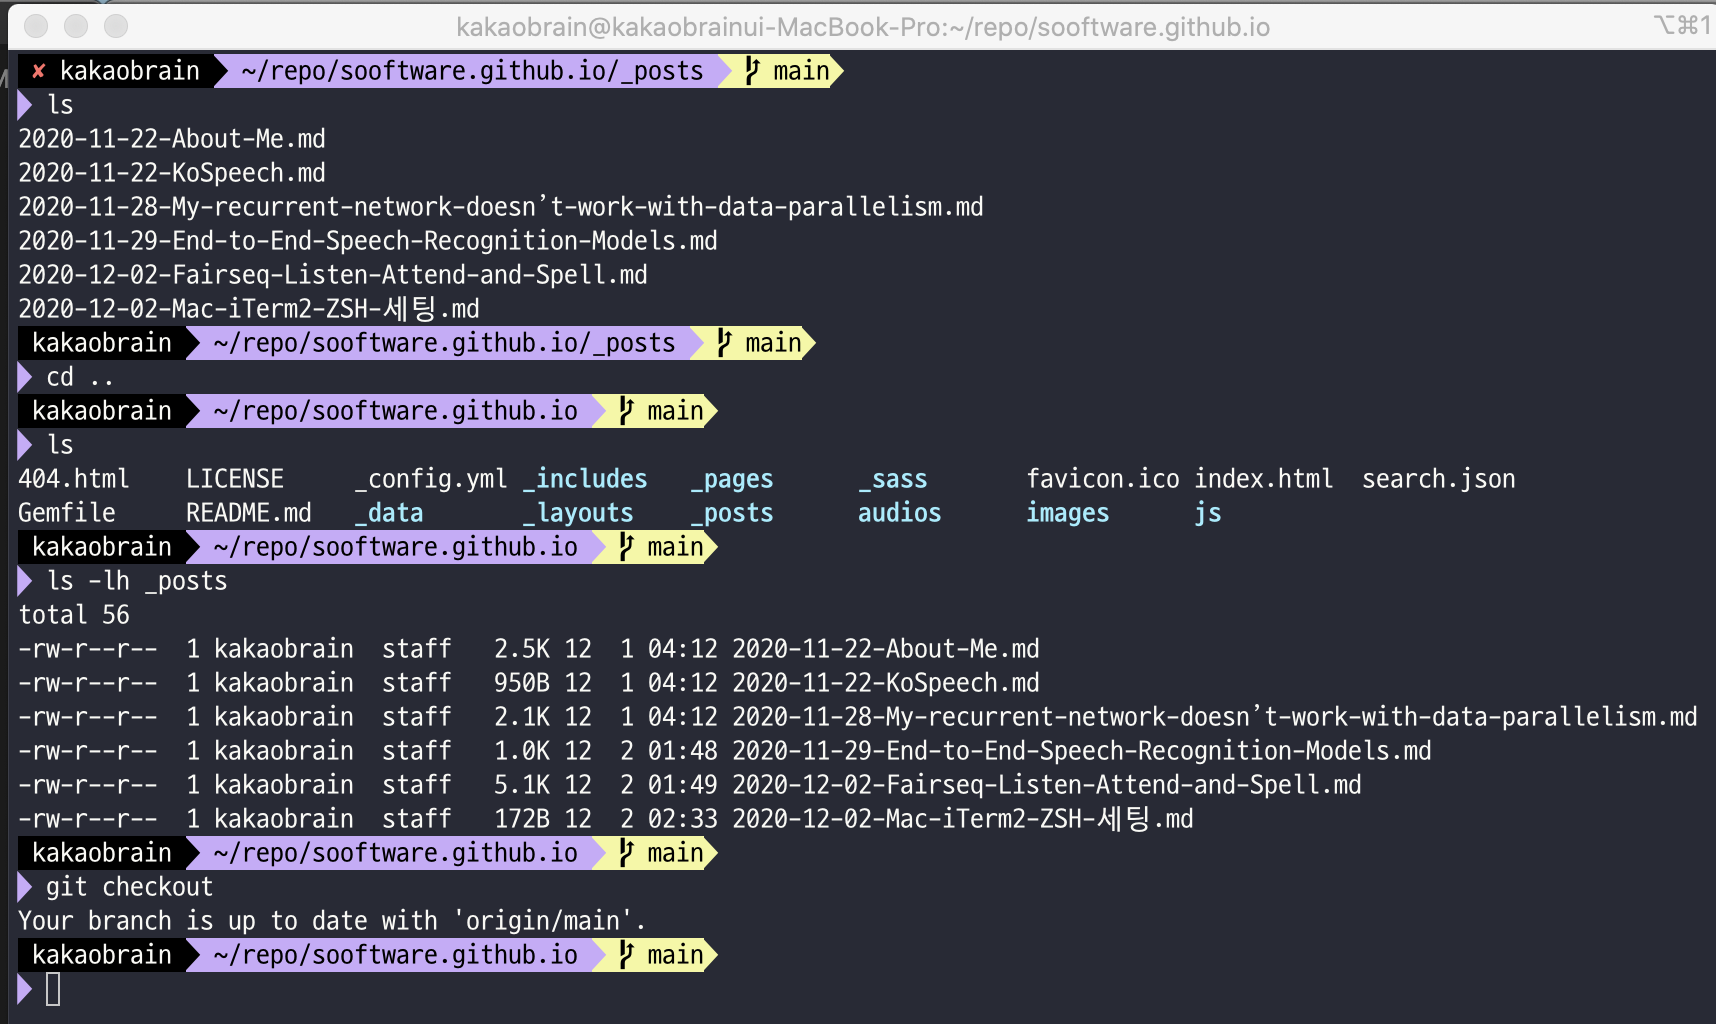 kakaobrain@kakaobrainui-MacBook-Pro:~/repo/sooftware.github.io ⌥⌘1
✘ kakaobrain ~/repo/sooftware.github.io/_posts main
ls
2020-11-22-About-Me.md
2020-11-22-KoSpeech.md
2020-11-28-My-recurrent-network-doesn’t-work-with-data-parallelism.md
2020-11-29-End-to-End-Speech-Recognition-Models.md
2020-12-02-Fairseq-Listen-Attend-and-Spell.md
2020-12-02-Mac-iTerm2-ZSH-세팅.md
kakaobrain ~/repo/sooftware.github.io/_posts main
cd ..
kakaobrain ~/repo/sooftware.github.io main
ls
404.html LICENSE _config.yml _includes _pages _sass favicon.ico index.html search.json
Gemfile README.md _data _layouts _posts audios images js
kakaobrain ~/repo/sooftware.github.io main
ls -lh _posts
total 56
-rw-r--r-- 1 kakaobrain staff 2.5K 12 1 04:12 2020-11-22-About-Me.md
-rw-r--r-- 1 kakaobrain staff 950B 12 1 04:12 2020-11-22-KoSpeech.md
-rw-r--r-- 1 kakaobrain staff 2.1K 12 1 04:12 2020-11-28-My-recurrent-network-doesn’t-work-with-data-parallelism.md
-rw-r--r-- 1 kakaobrain staff 1.0K 12 2 01:48 2020-11-29-End-to-End-Speech-Recognition-Models.md
-rw-r--r-- 1 kakaobrain staff 5.1K 12 2 01:49 2020-12-02-Fairseq-Listen-Attend-and-Spell.md
-rw-r--r-- 1 kakaobrain staff 172B 12 2 02:33 2020-12-02-Mac-iTerm2-ZSH-세팅.md
kakaobrain ~/repo/sooftware.github.io main
git checkout
Your branch is up to date with 'origin/main'.
kakaobrain ~/repo/sooftware.github.io main